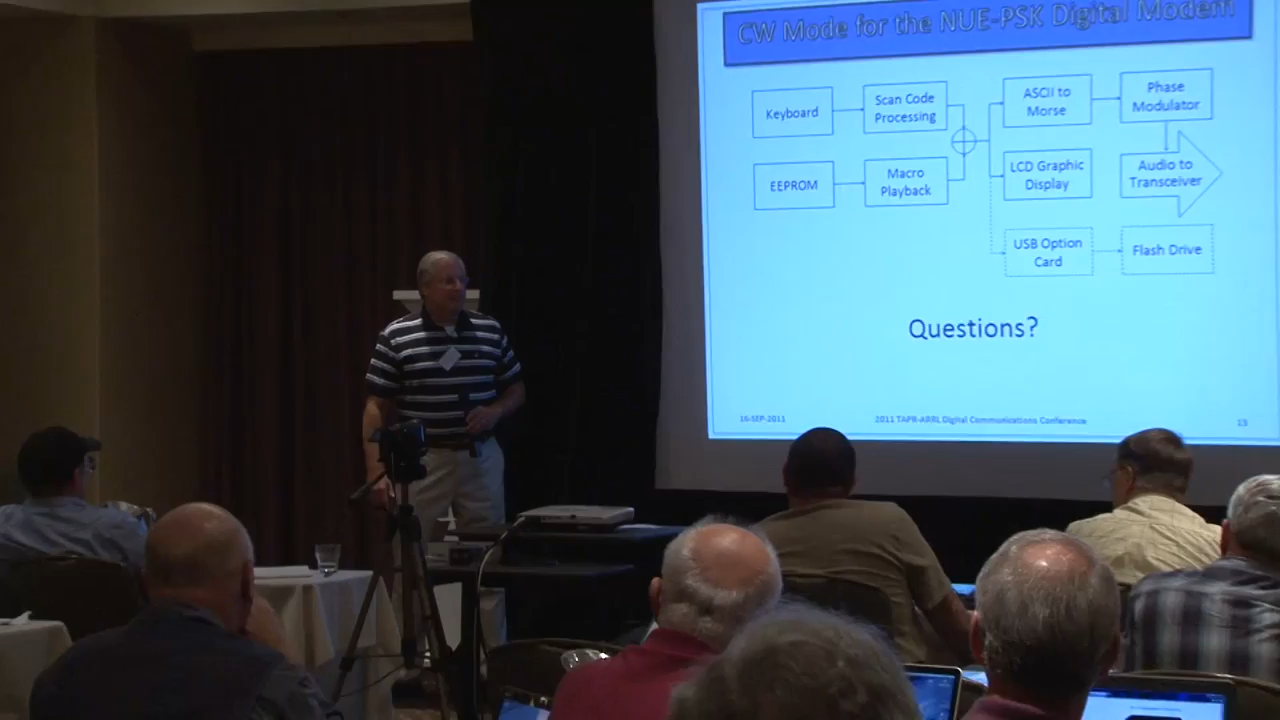 CW Mode for the NUE-PSK Digital Modem
Keyboard
Scan Code
Processing
ASCII to
Morse
Phase
Modulator
EEPROM
Macro
Playback
LCD Graphic
Display
Audio to
Transceiver
USB Option
Card
Flash Drive
Questions?
16-SEP-2011
2011 TAPR-ARRL Digital Communications Conference
13